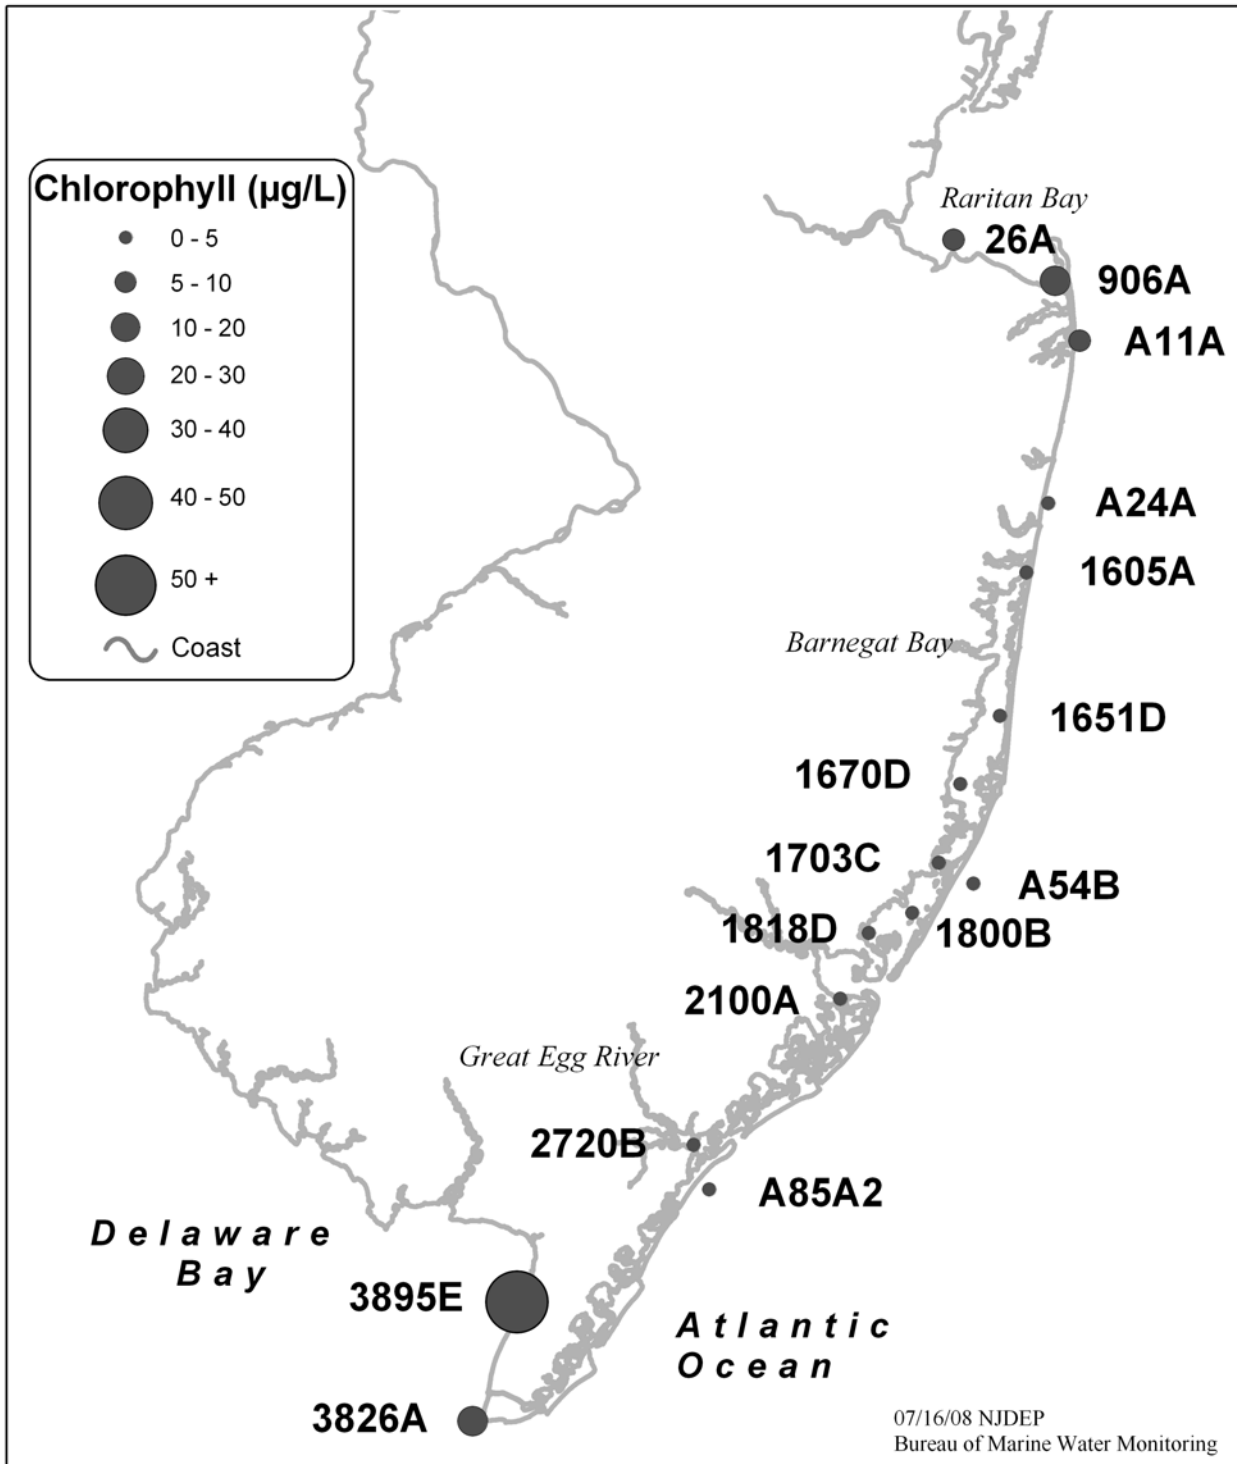 Chlorophyll (µg/L)
0 - 5
5 - 10
10 - 20
20 - 30
30 - 40
40 - 50
50 +
Coast
Raritan Bay
26A
906A
A11A
A24A
1605A
Barnegat Bay
1651D
1670D
1703C
A54B
1818D
1800B
2100A
Great Egg River
2720B
A85A2
Delaware
Bay
3895E
Atlantic
Ocean
3826A
07/16/08 NJDEP
Bureau of Marine Water Monitoring